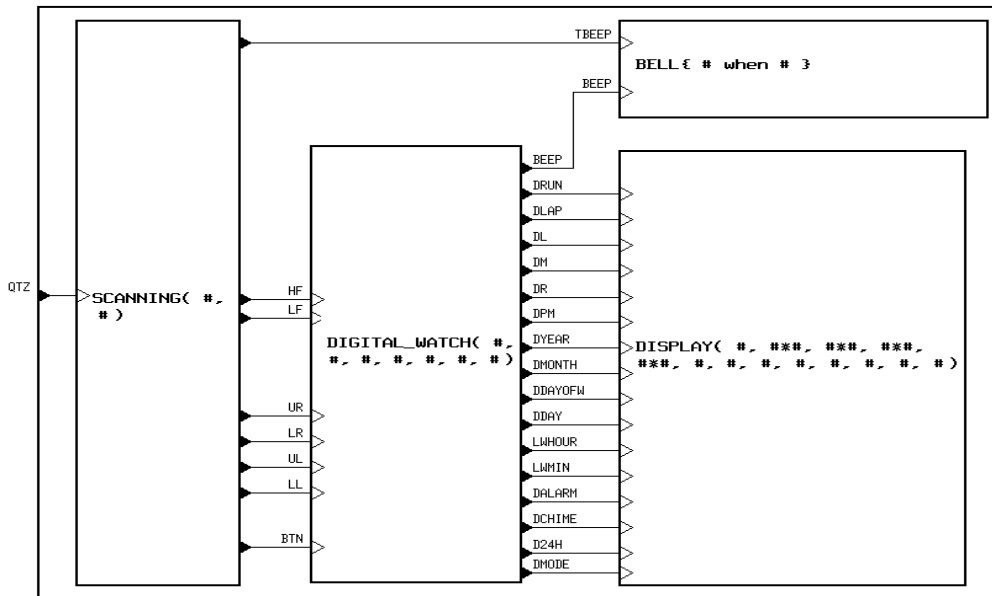 TBEEP
BELL{ # when # }
BEEP
BEEP
DRUN
DLAP
DL
DM
QTZ
SCANNING( #,
# )
HF
LF
DR
DPM
DIGITAL_WATCH( #,
#, #, #, #, #, # )
DYEAR
DISPLAY( #, #*#, #*#, #*#,
#*#, #, #, #, #, #, #, #, # )
DMONTH
DDAYOFW
UR
DDAY
LR
LWHOUR
UL
LWMIN
LL
DALARM
DCHIME
BTN
D24H
DMODE